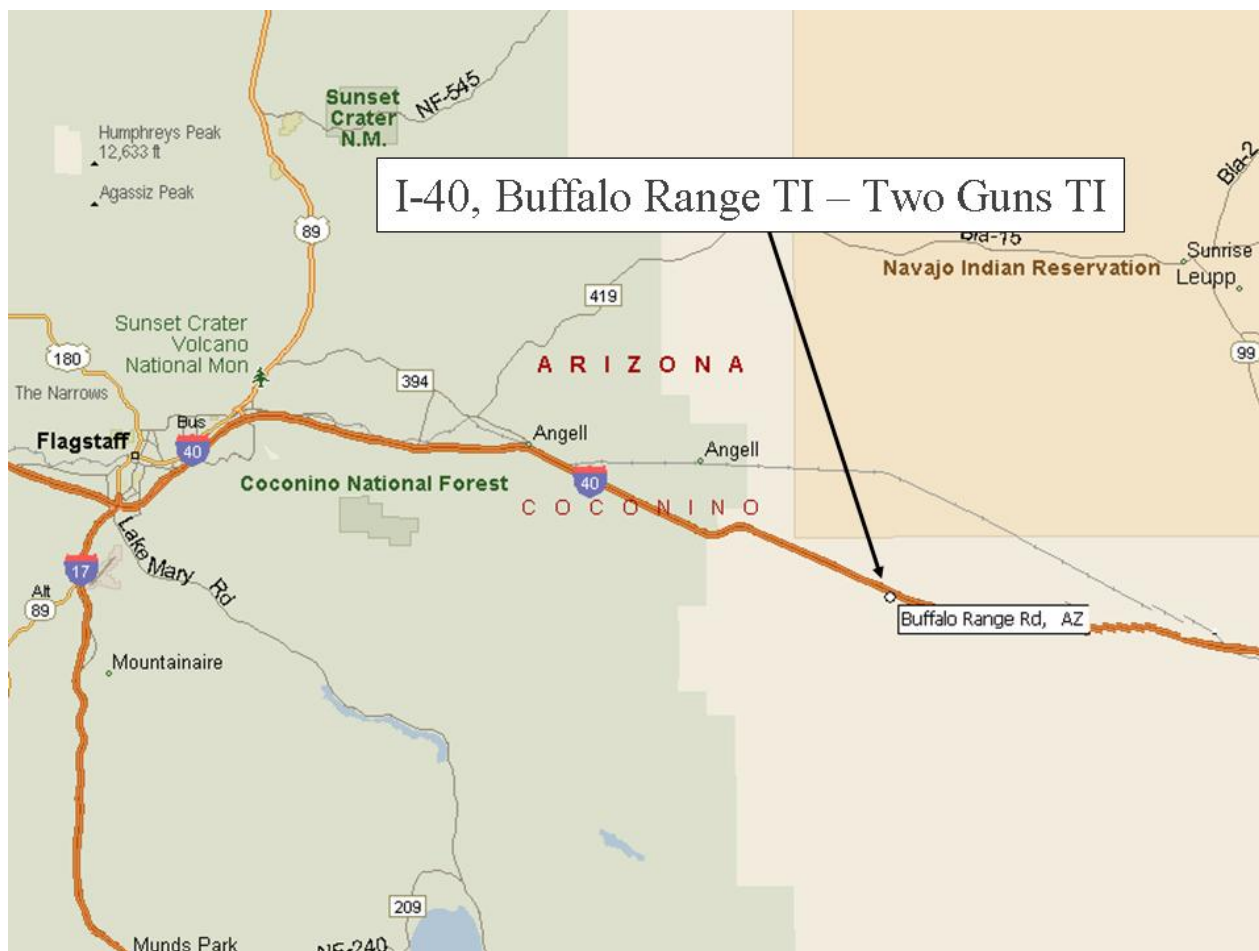 NF-545
Sunset
Crater
N.M.
Humphreys Peak
12,633 ft
Agassiz Peak
I-40, Buffalo Range TI – Two Guns TI
89
Bla-2
Bla-15
Sunrise
Leupp
Navajo Indian Reservation
419
99
Sunset Crater
Volcano
National Mon
180
ARIZONA
394
The Narrows
Bus
40
Flagstaff
Angell
Angell
40
Coconino National Forest
COCONINO
Lake Mary Rd
17
Alt
89
Buffalo Range Rd, AZ
Mountainaire
209
Munds Park
NF-240